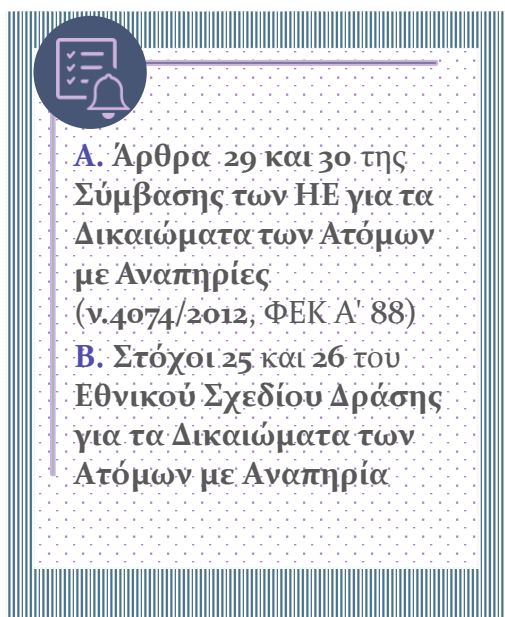 Α. Άρθρα 29 και 30 της
Σύμβασης των ΗΕ για τα
Δικαιώματα των Ατόμων
με Αναπηρίες
(ν.4074/2012, ΦΕΚ Α' 88)
Β. Στόχοι 25 και 26 του
Εθνικού Σχεδίου Δράσης
για τα Δικαιώματα των
Ατόμων με Αναπηρία